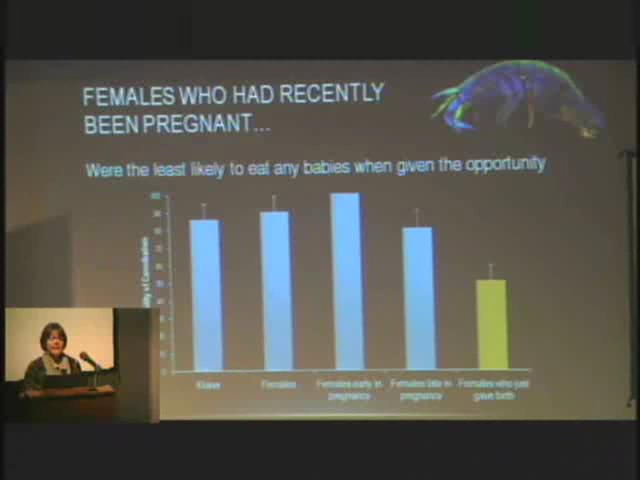 FEMALES WHO HAD RECENTLY
BEEN PREGNANT...
Were the least likely to eat any babies when given the opportunity
Females
Females early in
pregnancy
Females late in
pregnancy
Females who just
gave birth